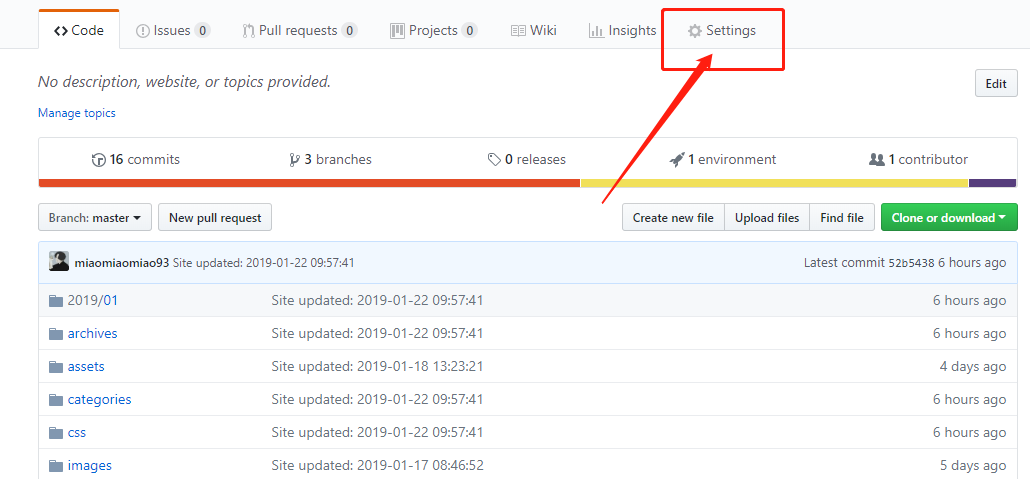 Code Issues 0 Pull requests 0 Projects 0 Wiki Insights Settings
No description, website, or topics provided. Edit
Manage topics
16 commits 3 branches 0 releases 1 environment 1 contributor
Branch: master New pull request Create new file Upload files Find file Clone or download
miaomiaomiao93 Site updated: 2019-01-22 09:57:41 Latest commit 52b5438 6 hours ago
2019/01 Site updated: 2019-01-22 09:57:41 6 hours ago
archives Site updated: 2019-01-22 09:57:41 6 hours ago
assets Site updated: 2019-01-18 13:23:21 4 days ago
categories Site updated: 2019-01-22 09:57:41 6 hours ago
css Site updated: 2019-01-22 09:57:41 6 hours ago
images Site updated: 2019-01-17 08:46:52 5 days ago